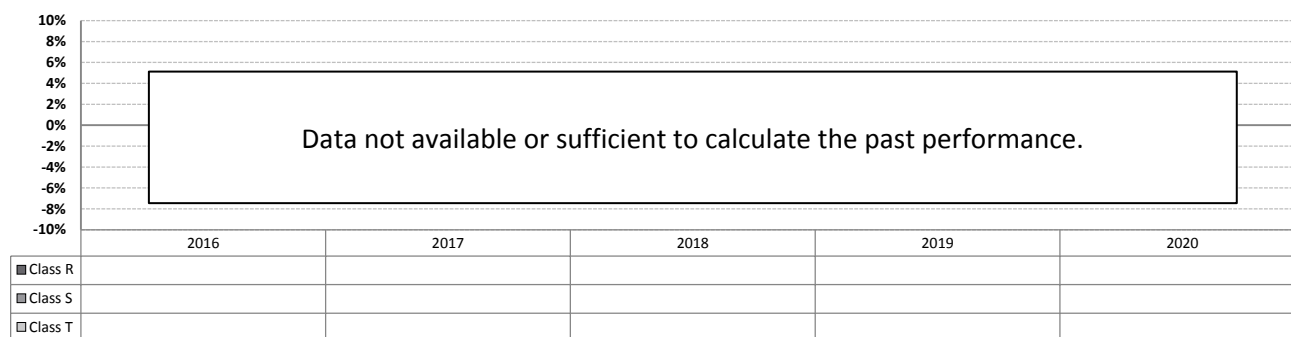 10%
8%
6%
4%
2%
0%
-2%
-4%
-6%
-8%
-10%
Data not available or sufficient to calculate the past performance.
2016 2017 2018 2019 2020
Class R
Class S
Class T